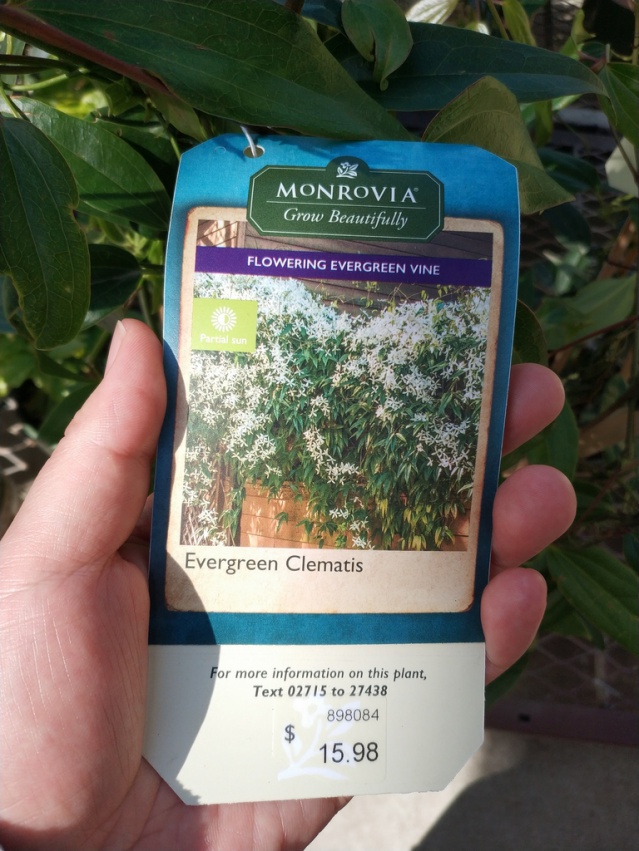 MONROVIA®
Grow Beautifully
FLOWERING EVERGREEN VINE
Partial sun
Evergreen Clematis
For more information on this plant,
Text 02715 to 27438
898084
$ 15.98